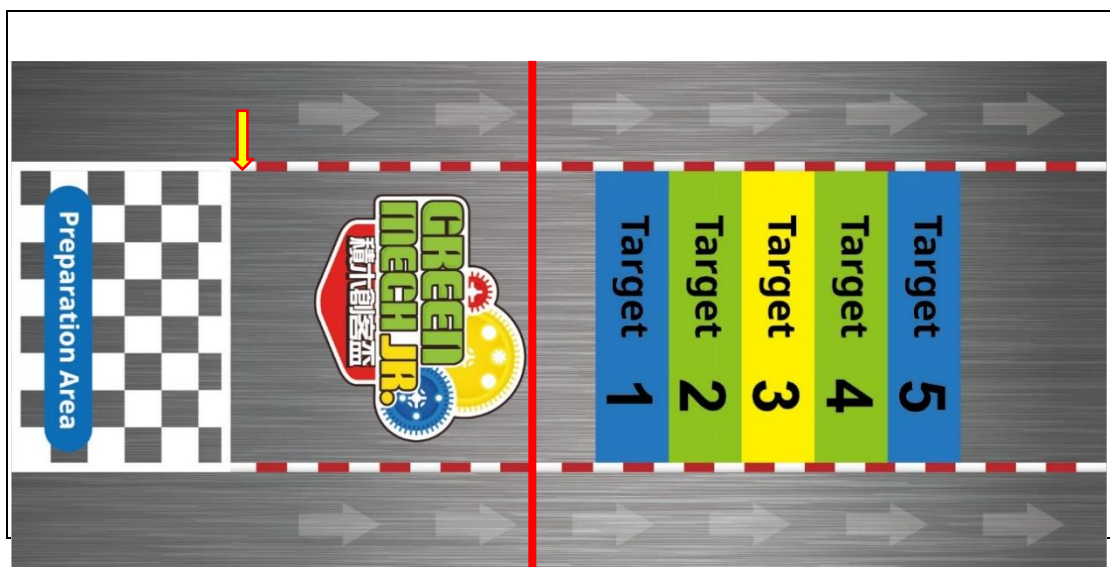 Preparation Area
GREEN
MECH JR.
積木創客盃
Target 1
Target 2
Target 3
Target 4
Target 5